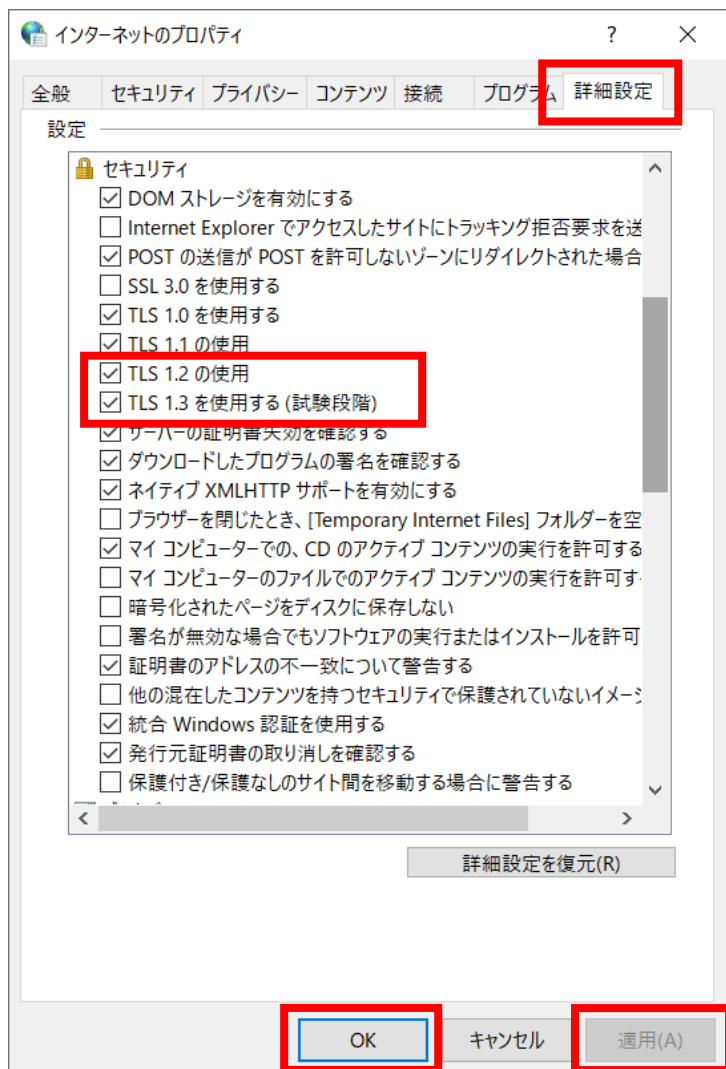 インターネットのプロパティ
全般 セキュリティ プライバシー コンテンツ 接続 プログラム 詳細設定
設定
セキュリティ
DOM ストレージを有効にする
Internet Explorer でアクセスしたサイトにトラッキング拒否要求を送
POST の送信が POST を許可しないゾーンにリダイレクトされた場合
SSL 3.0 を使用する
TLS 1.0 を使用する
TLS 1.1 の使用
TLS 1.2 の使用
TLS 1.3 を使用する (試験段階)
サーバーの証明書失効を確認する
ダウンロードしたプログラムの署名を確認する
ネイティブ XMLHTTP サポートを有効にする
ブラウザーを閉じたとき、[Temporary Internet Files] フォルダーを空
マイ コンピューターでの、CD のアクティブ コンテンツの実行を許可する
マイ コンピューターのファイルでのアクティブ コンテンツの実行を許可す
暗号化されたページをディスクに保存しない
署名が無効な場合でもソフトウェアの実行またはインストールを許可
証明書のアドレスの不一致について警告する
他の混在したコンテンツを持つセキュリティで保護されていないイメージ
統合 Windows 認証を使用する
発行元証明書の取り消しを確認する
保護付き/保護なしのサイト間を移動する場合に警告する
詳細設定を復元(R)
OK キャンセル 適用(A)